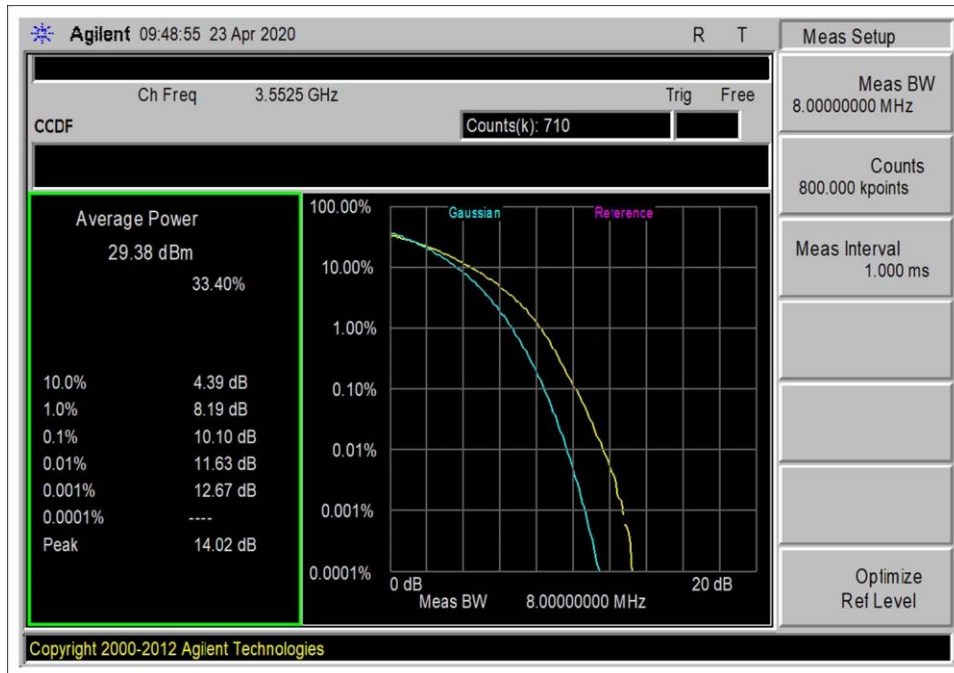 Agilent 09:48:55 23 Apr 2020 R T
Meas Setup
Ch Freq 3.5525 GHz Trig Free
CCDF Counts(k): 710
Meas BW
8.00000000 MHz
Counts
800.000 kpoints
Meas Interval
1.000 ms
Optimize
Ref Level
Average Power
29.38 dBm
33.40%
10.0% 4.39 dB
1.0% 8.19 dB
0.1% 10.10 dB
0.01% 11.63 dB
0.001% 12.67 dB
0.0001% ----
Peak 14.02 dB
Gaussian Reference
100.00%
10.00%
1.00%
0.10%
0.01%
0.001%
0.0001%
0 dB 20 dB
Meas BW 8.00000000 MHz
Copyright 2000-2012 Agilent Technologies